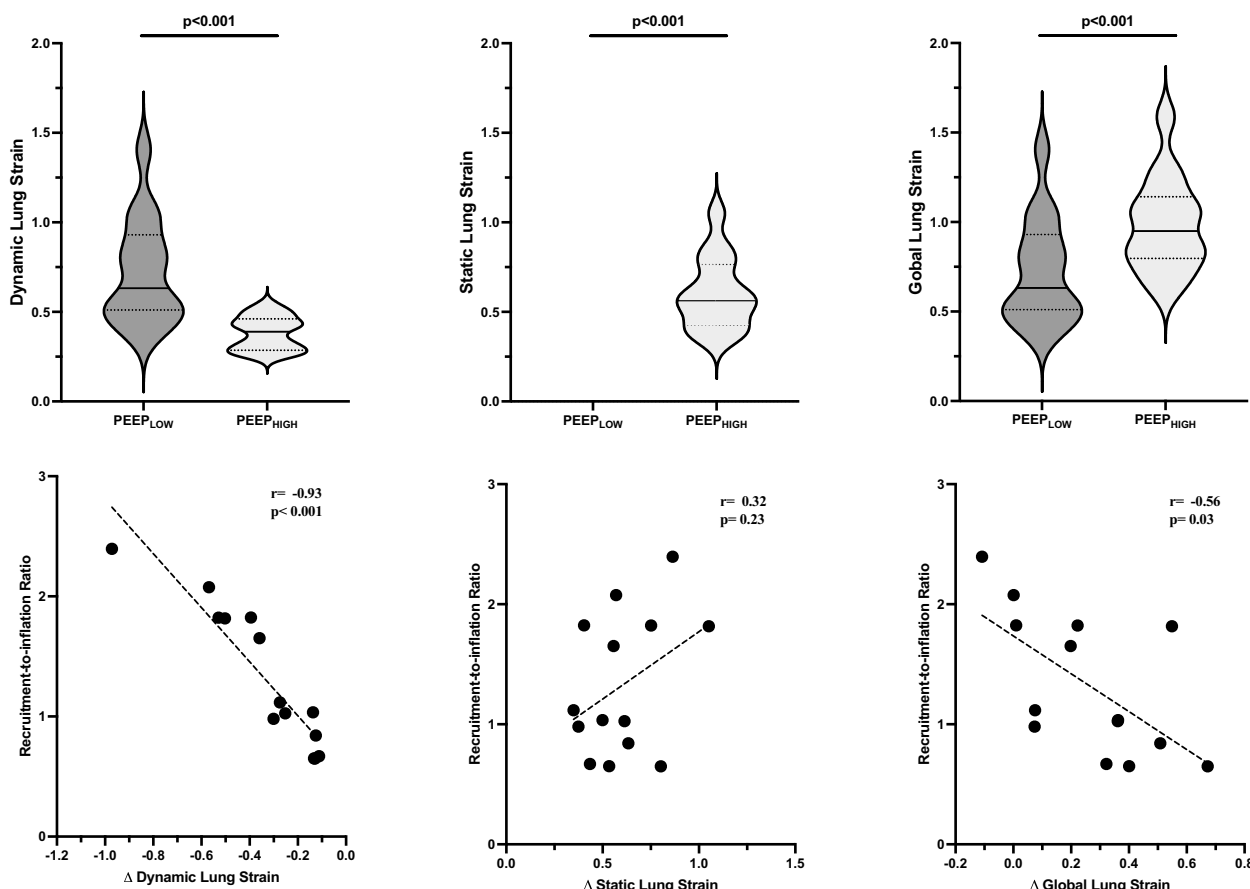 p<0.001
2.0
1.5
1.0
0.5
0.0
Dynamic Lung Strain
PEEPLOW
PEEPHIGH
p<0.001
2.0
1.5
1.0
0.5
0.0
Static Lung Strain
PEEPLOW
PEEPHIGH
p<0.001
2.0
1.5
1.0
0.5
0.0
Gobal Lung Strain
PEEPLOW
PEEPHIGH
3
2
1
0
Recruitment-to-inflation Ratio
r= -0.93
p< 0.001
-1.2 -1.0 -0.8 -0.6 -0.4 -0.2 0.0
Δ Dynamic Lung Strain
3
2
1
0
Recruitment-to-inflation Ratio
r= 0.32
p= 0.23
0.0 0.5 1.0 1.5
Δ Static Lung Strain
3
2
1
0
Recruitment-to-inflation Ratio
r= -0.56
p= 0.03
-0.2 0.0 0.2 0.4 0.6 0.8
Δ Global Lung Strain